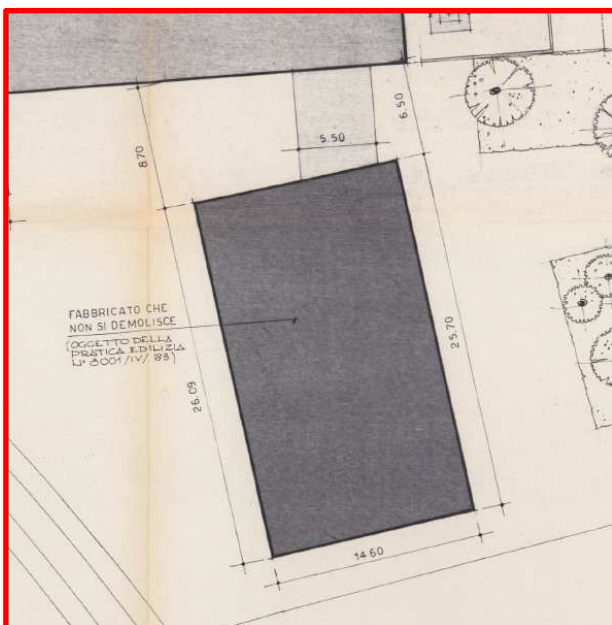 5.50
6.50
8.70
FABBRICATO CHE
NON SI DEMOLISCE
(OGGETTO DELLA
PRATICA EDILIZIA
N° 3001/IV/83)
25.70
26.09
14.60